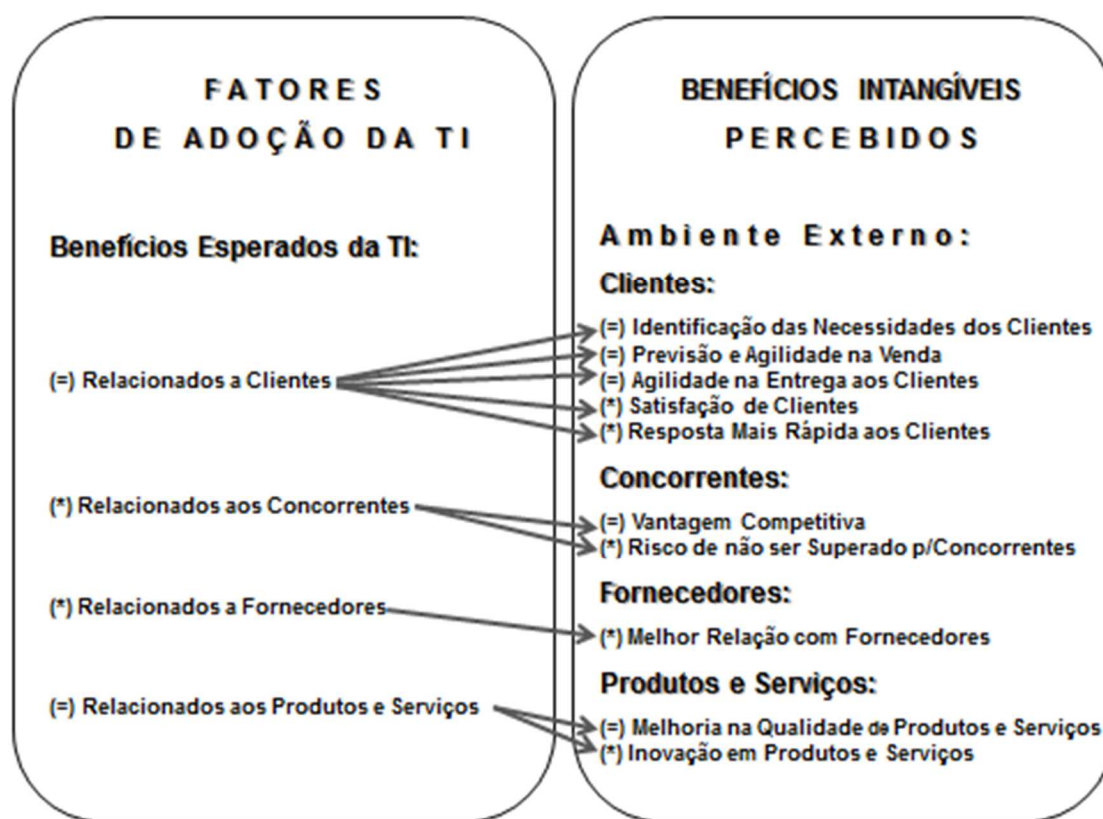 FATORES
DE ADOÇÃO DA TI
Benefícios Esperados da TI:
(=) Relacionados a Clientes
(*) Relacionados aos Concorrentes
(*) Relacionados a Fornecedores
(=) Relacionados aos Produtos e Serviços
BENEFÍCIOS INTANGÍVEIS
PERCEBIDOS
Ambiente Externo:
Clientes:
(=) Identificação das Necessidades dos Clientes
(=) Previsão e Agilidade na Venda
(=) Agilidade na Entrega aos Clientes
(*) Satisfação de Clientes
(*) Resposta Mais Rápida aos Clientes
Concorrentes:
(=) Vantagem Competitiva
(*) Risco de não ser Superado p/Concorrentes
Fornecedores:
(*) Melhor Relação com Fornecedores
Produtos e Serviços:
(=) Melhoria na Qualidade de Produtos e Serviços
(*) Inovação em Produtos e Serviços